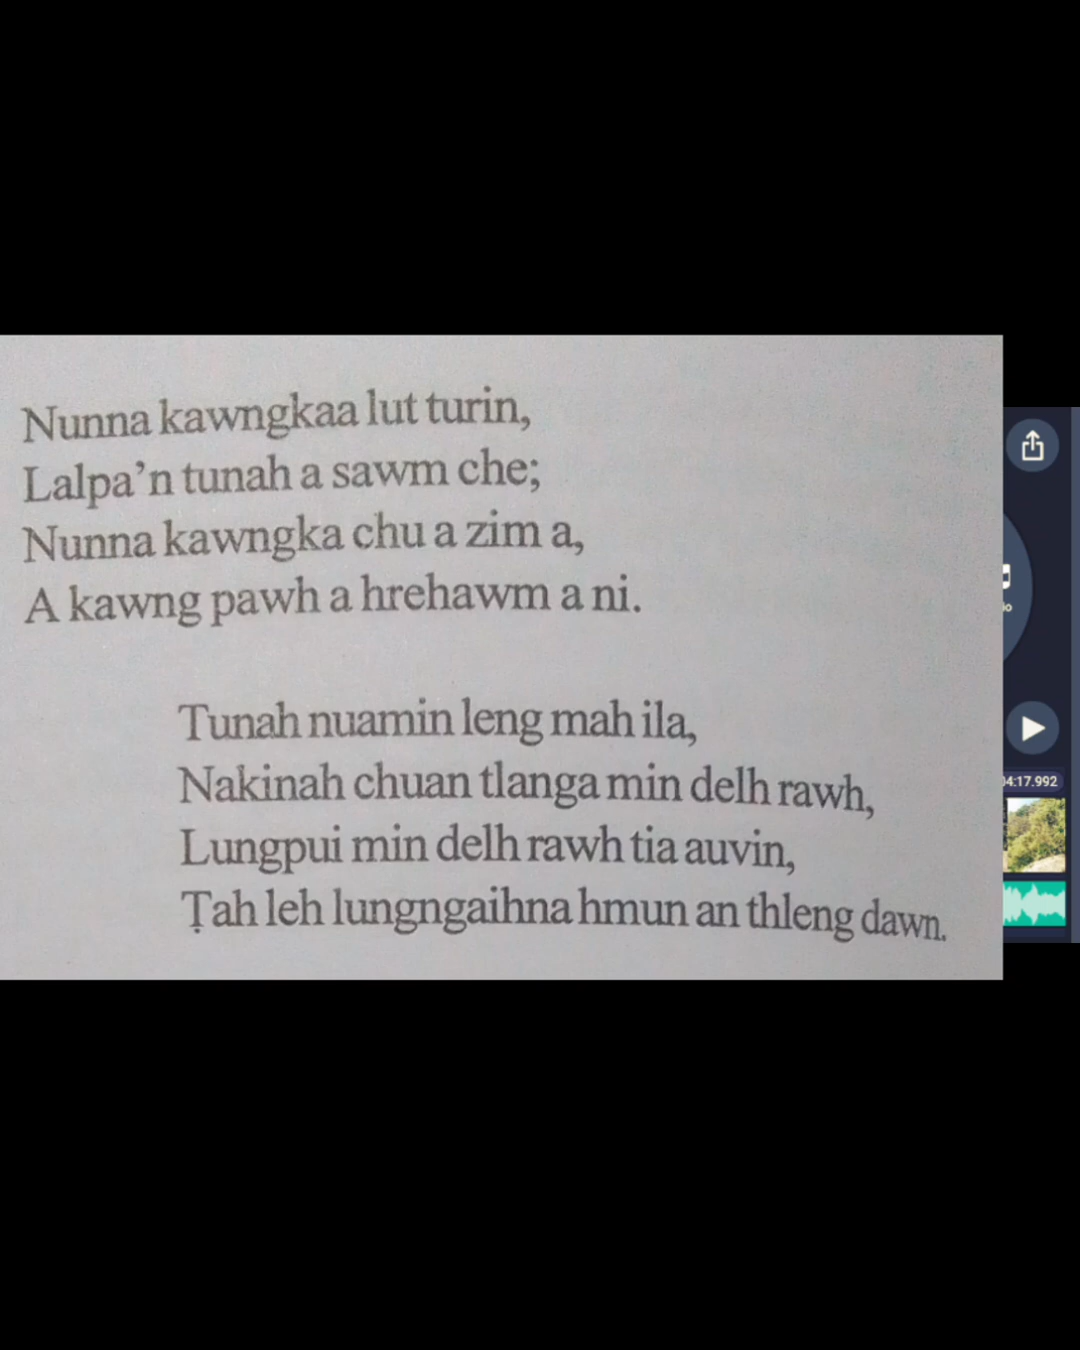 Nunna kawngkaa lut turin,
Lalpa’n tunah a sawm che;
Nunna kawngka chu a zim a,
A kawng pawh a hrehawm a ni.
Tunah nuamin leng mah ila,
Nakinah chuan tlanga min delh rawh,
Lungpui min delh rawh tia auvin,
Ṭah leh lungngaihna hmun an thleng dawn.
04:17.992